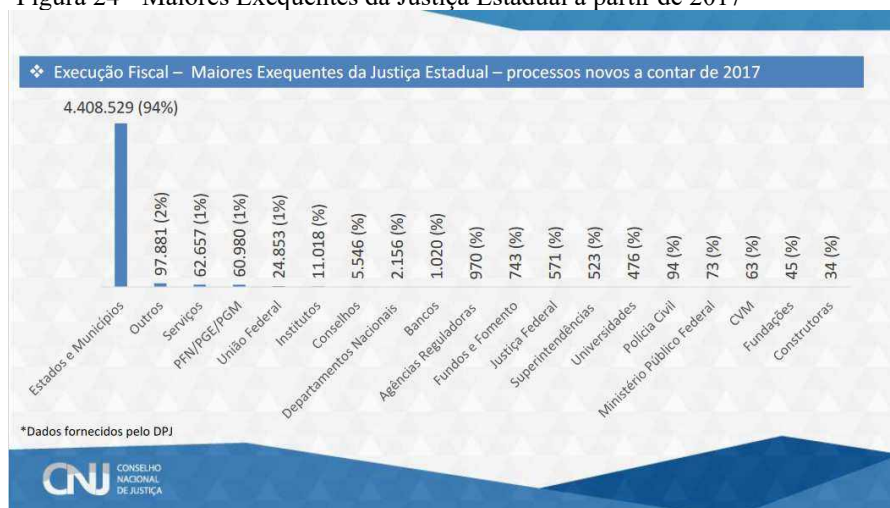 Figura 24 - Maiores Exequentes da Justiça Estadual a partir de 2017
❖ Execução Fiscal – Maiores Exequentes da Justiça Estadual – processos novos a contar de 2017
4.408.529 (94%)
97.881 (2%)
62.657 (1%)
60.980 (1%)
24.853 (1%)
11.018 (%)
5.546 (%)
2.156 (%)
1.020 (%)
970 (%)
743 (%)
571 (%)
523 (%)
476 (%)
94 (%)
73 (%)
63 (%)
45 (%)
34 (%)
Estados e Municípios
Outros
Serviços
PFN/PGE/PGM
União Federal
Institutos
Conselhos
Departamentos Nacionais
Bancos
Agências Reguladoras
Fundos e Fomento
Justiça Federal
Superintendências
Universidades
Polícia Civil
Ministério Público Federal
CVM
Fundações
Construtoras
*Dados fornecidos pelo DPJ
CNJ
CONSELHO
NACIONAL
DE JUSTIÇA